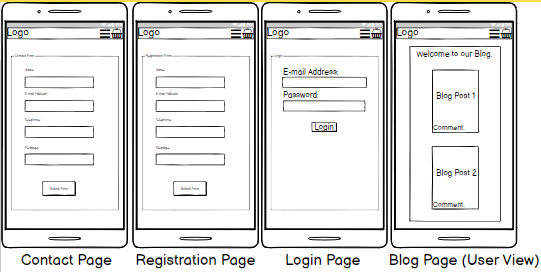 Logo
Contact Form
Name:
E-mail Address:
Telephone:
Message:
Submit Form
Contact Page
Logo
Registration Form
Name:
E-mail Address:
Telephone:
Message:
Submit Form
Registration Page
Logo
Login
E-mail Address:
Password:
Login
Login Page
Logo
Welcome to our Blog.
Blog Post 1
Comment.
Blog Post 2
Comment.
Blog Page (User View)